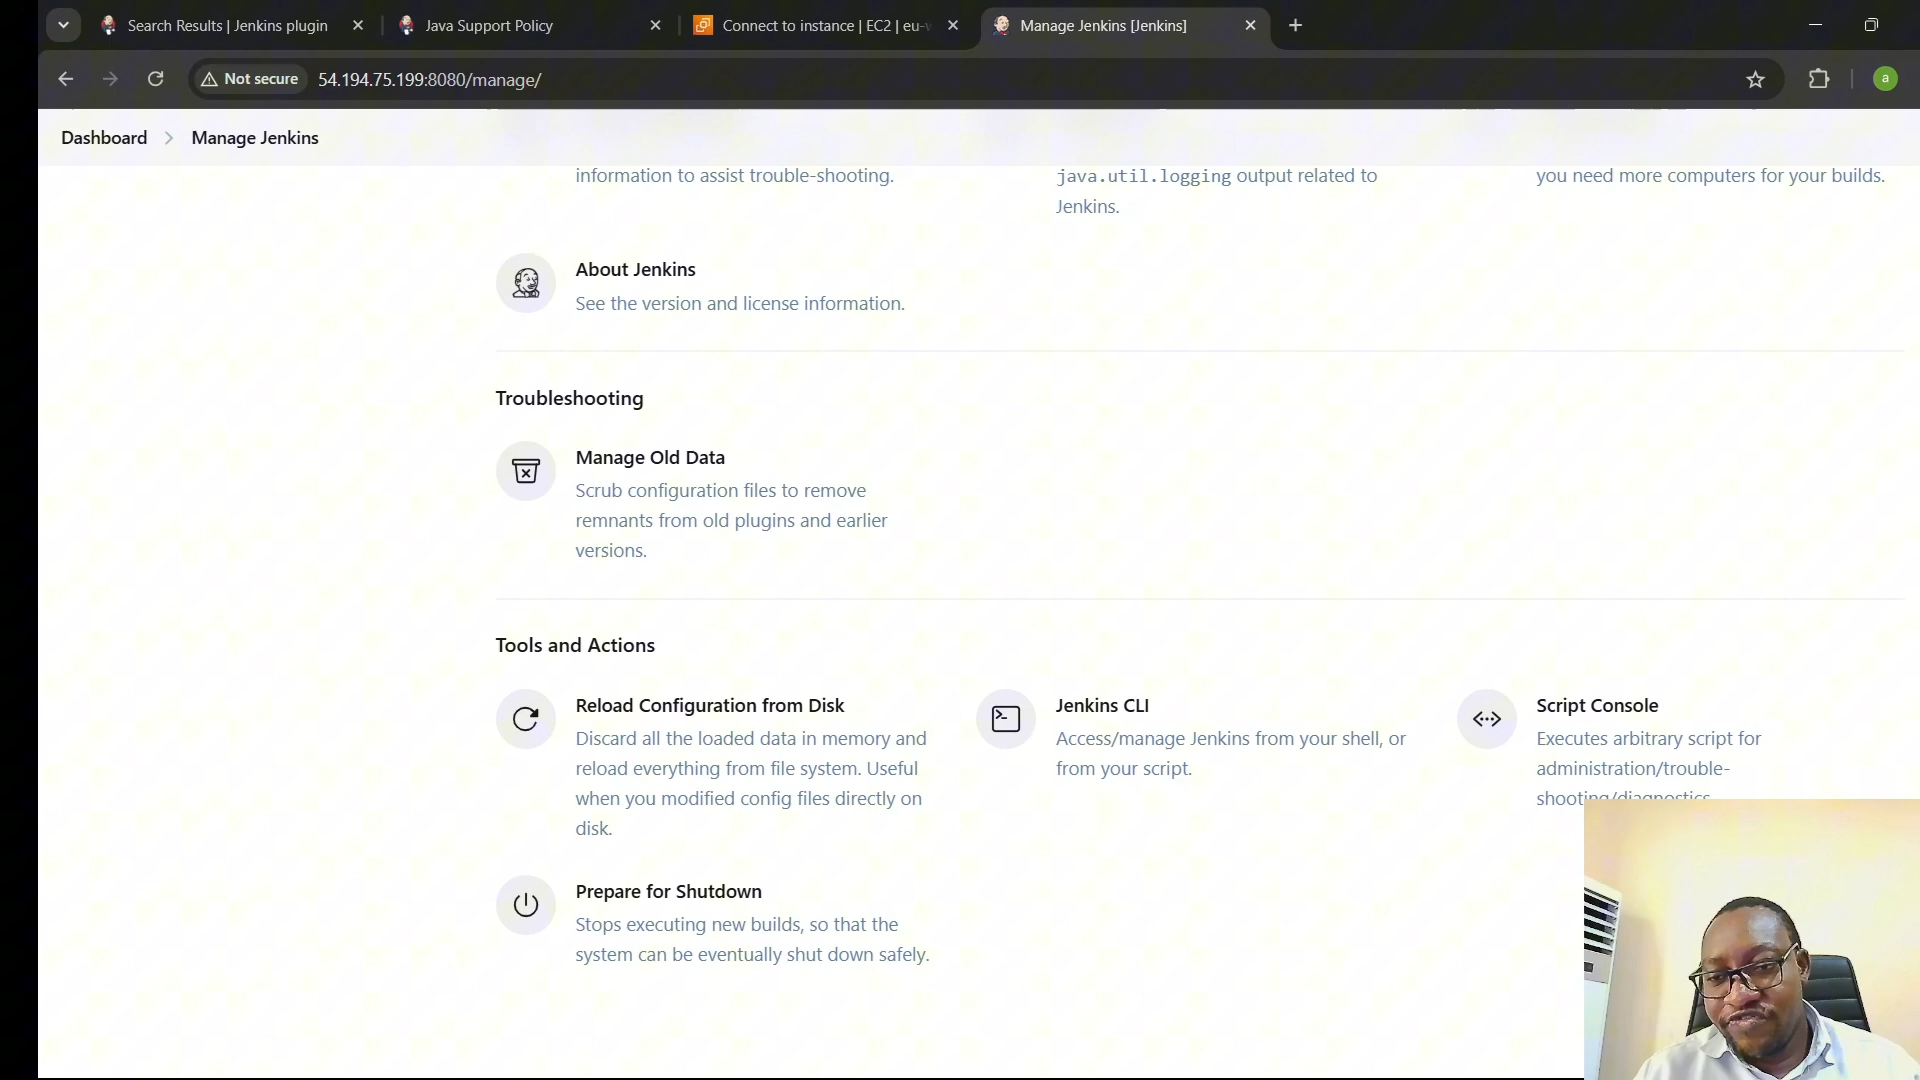 Search Results | Jenkins plugin
Java Support Policy
Connect to instance | EC2 | eu-
Manage Jenkins [Jenkins]
Not secure
54.194.75.199:8080/manage/
a
Dashboard
Manage Jenkins
information to assist trouble-shooting.
java.util.logging output related to
Jenkins.
you need more computers for your builds.
About Jenkins
See the version and license information.
Troubleshooting
Manage Old Data
Scrub configuration files to remove
remnants from old plugins and earlier
versions.
Tools and Actions
Reload Configuration from Disk
Discard all the loaded data in memory and
reload everything from file system. Useful
when you modified config files directly on
disk.
Jenkins CLI
Access/manage Jenkins from your shell, or
from your script.
Script Console
Executes arbitrary script for
administration/trouble-
shooting/diagnostics
Prepare for Shutdown
Stops executing new builds, so that the
system can be eventually shut down safely.